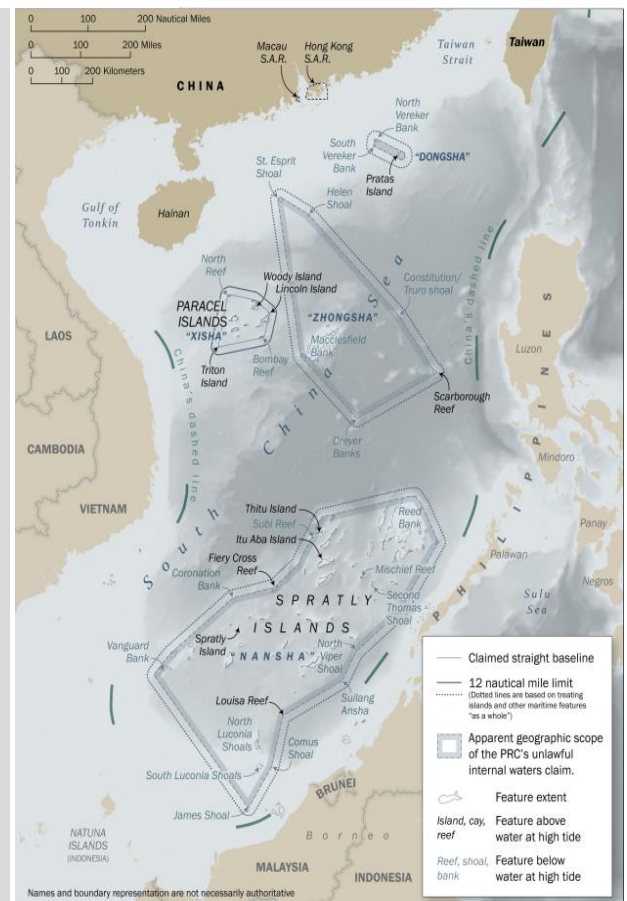 0 100 200 Nautical Miles
0 100 200 Miles
0 100 200 Kilometers
CHINA
Macau
S.A.R.
Hong Kong
S.A.R.
Taiwan
Strait
Taiwan
North
Vereker
Bank
South
Vereker
Bank
"DONGSHA"
Pratas
Island
St. Esprit
Shoal
Helen
Shoal
Gulf of
Tonkin
Hainan
North
Reef
Woody Island
Lincoln Island
PARACEL
ISLANDS
"XISHA"
Triton
Island
Bombay
Reef
Constitution/
Truro shoal
"ZHONGSHA"
Macclesfield
Bank
Scarborough
Reef
Dreyer
Banks
South China Sea
China's dashed line
China's dashed line
LAOS
CAMBODIA
VIETNAM
PHILIPPINES
Luzon
Mindoro
Panay
Palawan
Negros
Sulu
Sea
Thitu Island
Subi Reef
Itu Aba Island
Reed
Bank
Fiery Cross
Reef
Coronation
Bank
Mischief Reef
Second
Thomas
Shoal
SPRATLY
ISLANDS
"NANSHA"
Spratly
Island
North
Viper
Shoal
Vanguard
Bank
Louisa Reef
Suilang
Ansha
North
Luconia
Shoals
Comus
Shoal
South Luconia Shoals
James Shoal
BRUNEI
Borneo
NATUNA
ISLANDS
(INDONESIA)
MALAYSIA
INDONESIA
Claimed straight baseline
12 nautical mile limit
(Dotted lines are based on treating
islands and other maritime features
"as a whole")
Apparent geographic scope
of the PRC's unlawful
internal waters claim.
Feature extent
Island, cay,
reef
Feature above
water at high tide
Reef, shoal,
bank
Feature below
water at high tide
Names and boundary representation are not necessarily authoritative